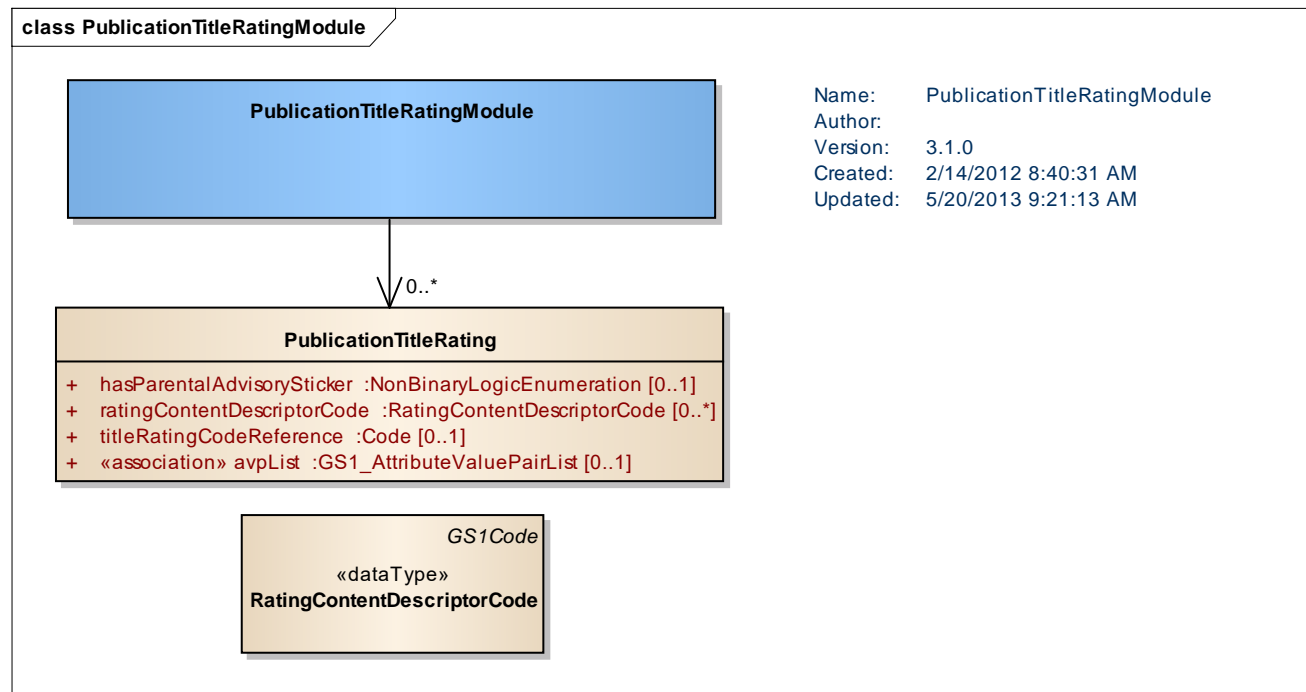 class PublicationTitleRatingModule
PublicationTitleRatingModule
Name: PublicationTitleRatingModule
Author:
Version: 3.1.0
Created: 2/14/2012 8:40:31 AM
Updated: 5/20/2013 9:21:13 AM
0..*
PublicationTitleRating
+ hasParentalAdvisorySticker :NonBinaryLogicEnumeration [0..1]
+ ratingContentDescriptorCode :RatingContentDescriptorCode [0..*]
+ titleRatingCodeReference :Code [0..1]
+ «association» avpList :GS1_AttributeValuePairList [0..1]
GS1Code
«dataType»
RatingContentDescriptorCode